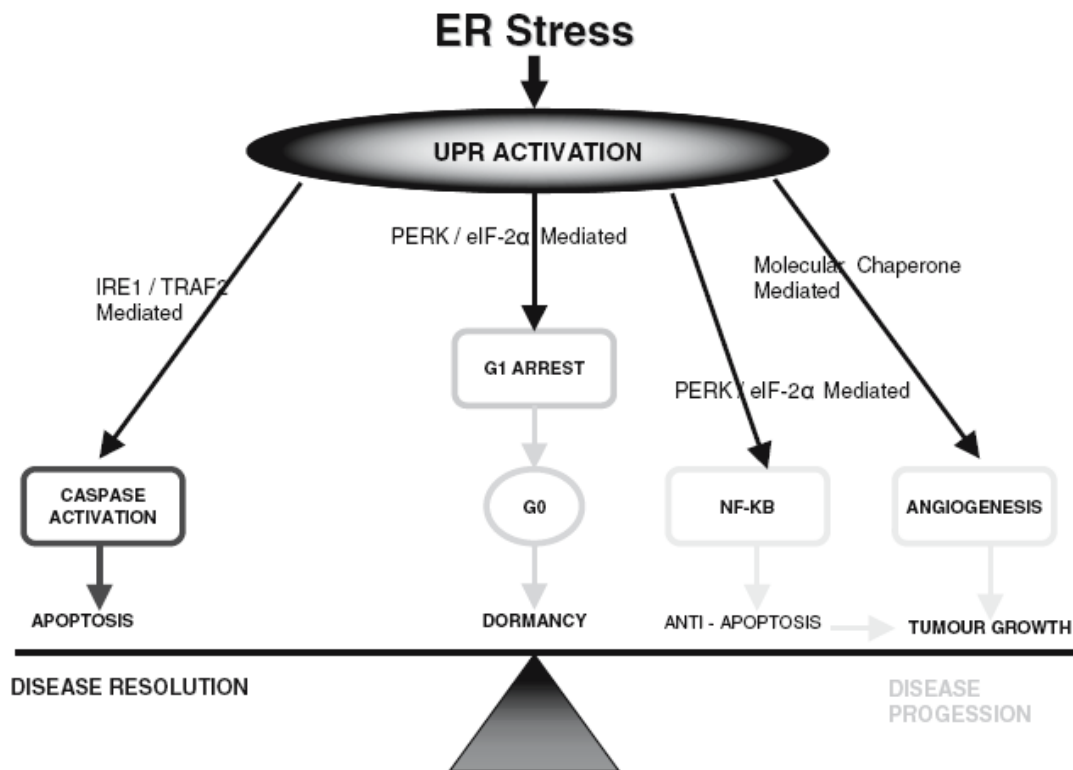 ER Stress
UPR ACTIVATION
PERK / eIF-2α Mediated
IRE1 / TRAF2
Mediated
Molecular Chaperone
Mediated
G1 ARREST
PERK / eIF-2α Mediated
CASPASE
ACTIVATION
G0
NF-KB
ANGIOGENESIS
APOPTOSIS
DORMANCY
ANTI - APOPTOSIS
TUMOUR GROWTH
DISEASE RESOLUTION
DISEASE
PROGESSION